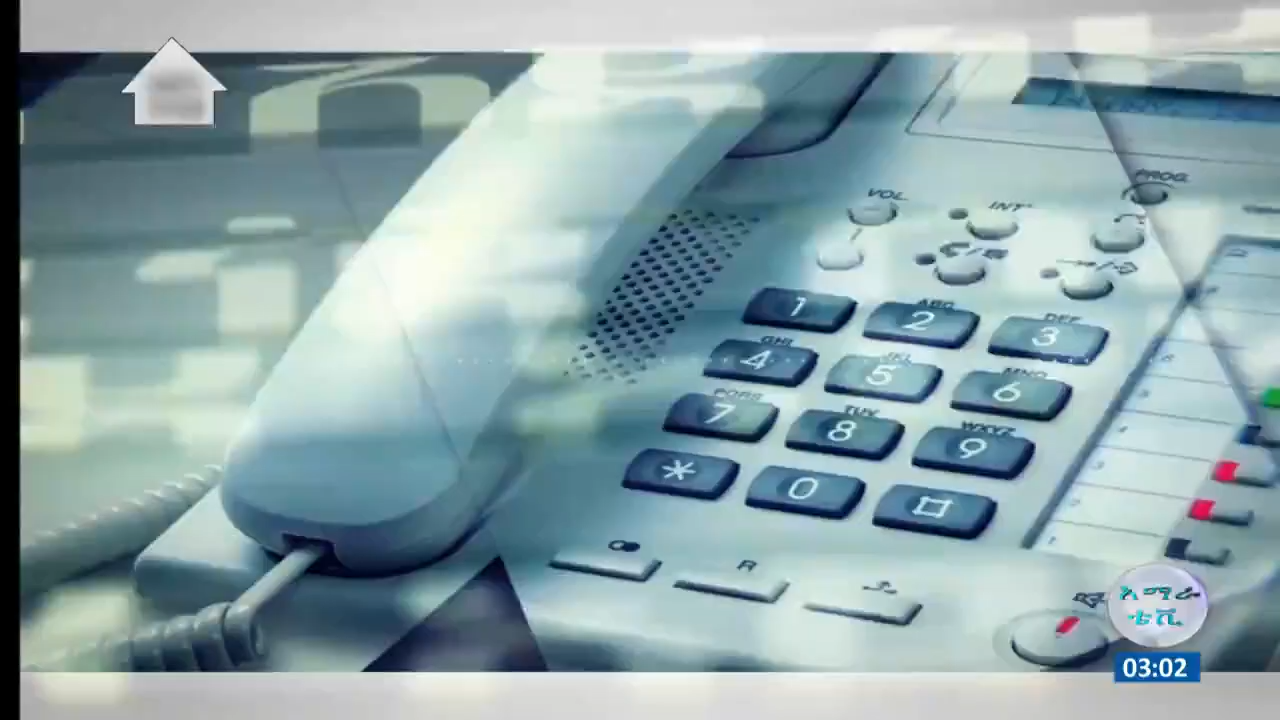 VOL
INT
PROG.
ABC
DEF
1
2
3
GHI
JKL
MNO
4
5
6
PQRS
TUV
WXYZ
7
8
9
*
0
R
አማራ
ቴቪ
03:02